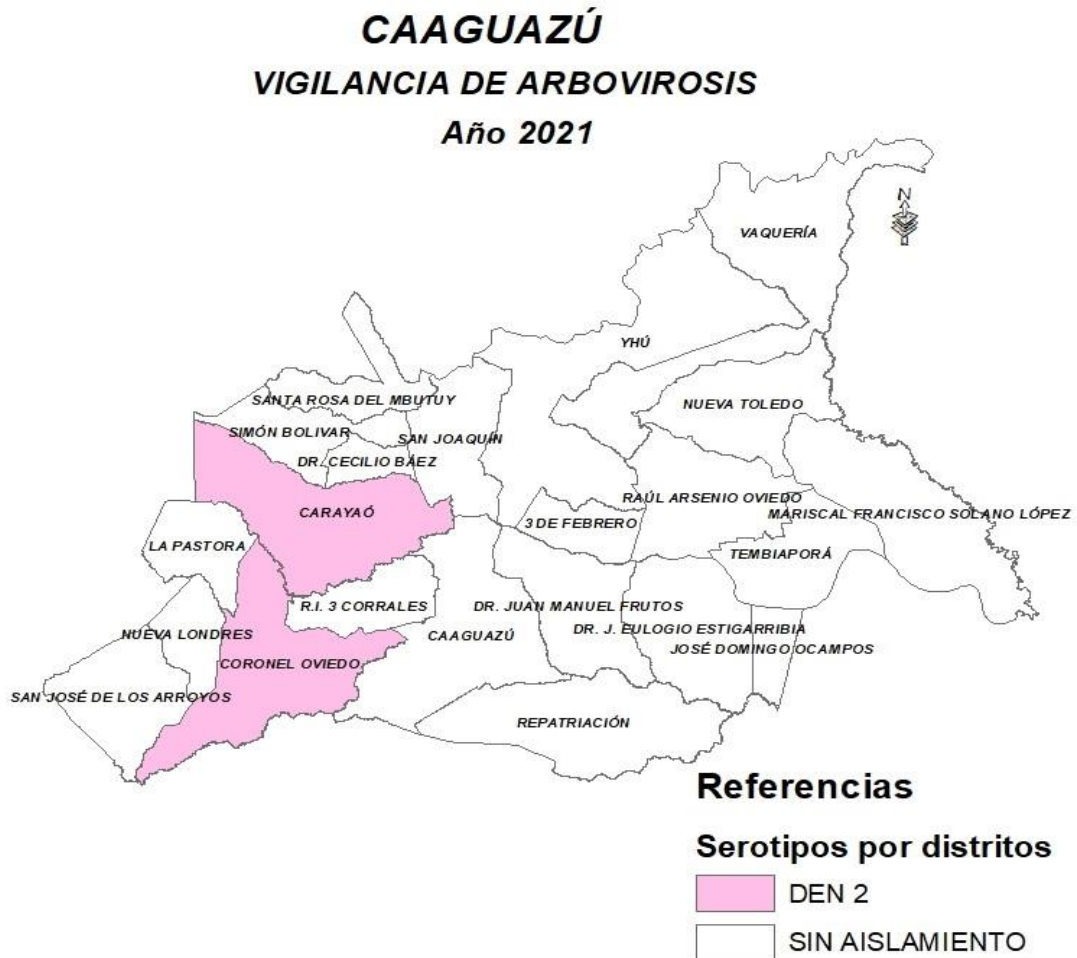 CAAGUAZÚ
VIGILANCIA DE ARBOVIROSIS
Año 2021
N
VAQUERÍA
YHÚ
SANTA ROSA DEL MBUTUY
NUEVA TOLEDO
SIMÓN BOLIVAR
SAN JOAQUÍN
DR. CECILIO BÁEZ
RAÚL ARSENIO OVIEDO
CARAYAÓ
3 DE FEBRERO
MARISCAL FRANCISCO SOLANO LÓPEZ
LA PASTORA
TEMBIAPORÁ
R.I. 3 CORRALES
DR. JUAN MANUEL FRUTOS
NUEVA LONDRES
CAAGUAZÚ
DR. J. EULOGIO ESTIGARRIBIA
CORONEL OVIEDO
JOSÉ DOMINGO OCAMPOS
SAN JOSÉ DE LOS ARROYOS
REPATRIACIÓN
Referencias
Serotipos por distritos
DEN 2
SIN AISLAMIENTO